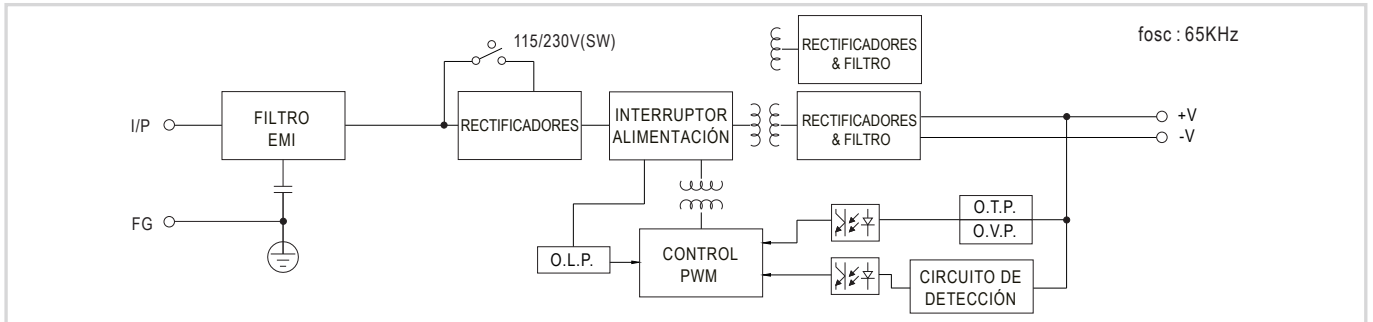 115/230V(SW)
RECTIFICADORES
& FILTRO
fosc : 65KHz
I/P
FILTRO
EMI
RECTIFICADORES
INTERRUPTOR
ALIMENTACIÓN
RECTIFICADORES
& FILTRO
+V
-V
FG
O.L.P.
CONTROL
PWM
O.T.P.
O.V.P.
CIRCUITO DE
DETECCIÓN